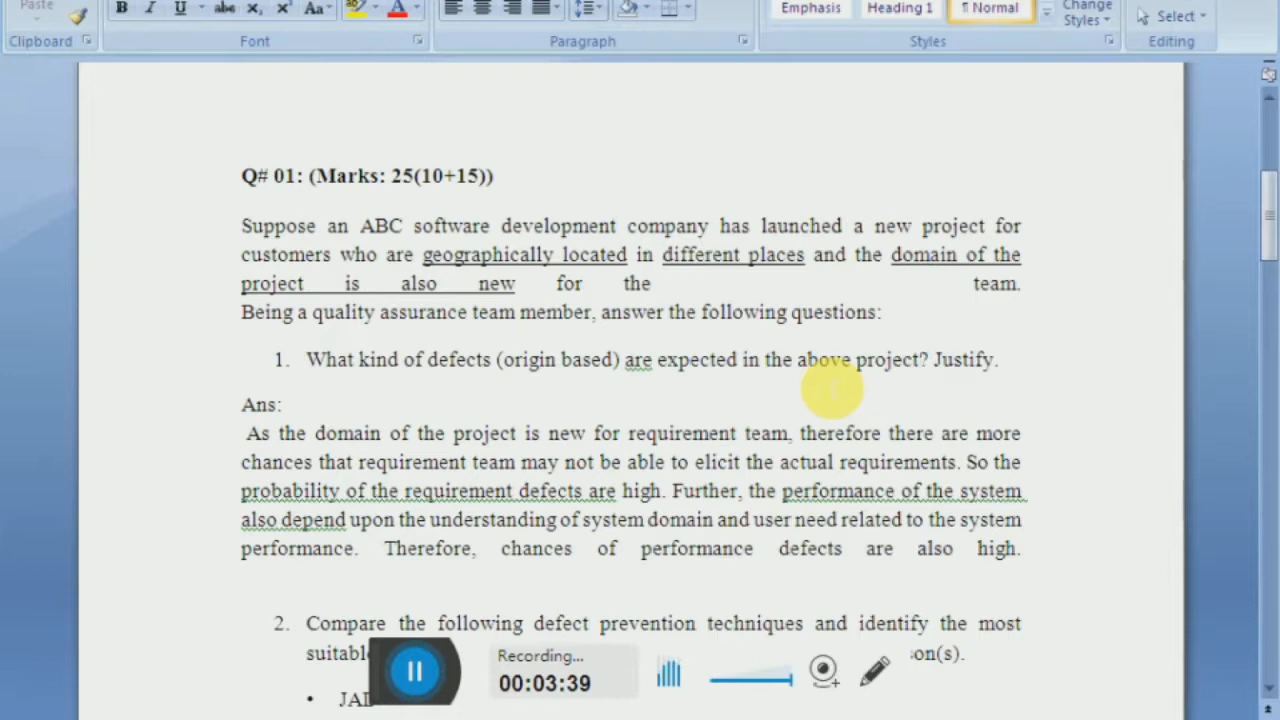 Paste
B I U abc x, x' Aa ab A
Emphasis Heading 1 ¶ Normal Change Styles Select
Clipboard Font Paragraph Styles Editing
Q# 01: (Marks: 25(10+15))
Suppose an ABC software development company has launched a new project for
customers who are geographically located in different places and the domain of the
project is also new for the team.
Being a quality assurance team member, answer the following questions:
1. What kind of defects (origin based) are expected in the above project? Justify.
Ans:
As the domain of the project is new for requirement team, therefore there are more
chances that requirement team may not be able to elicit the actual requirements. So the
probability of the requirement defects are high. Further, the performance of the system
also depend upon the understanding of system domain and user need related to the system
performance. Therefore, chances of performance defects are also high.
2. Compare the following defect prevention techniques and identify the most
• JAD
Recording...
00:03:39